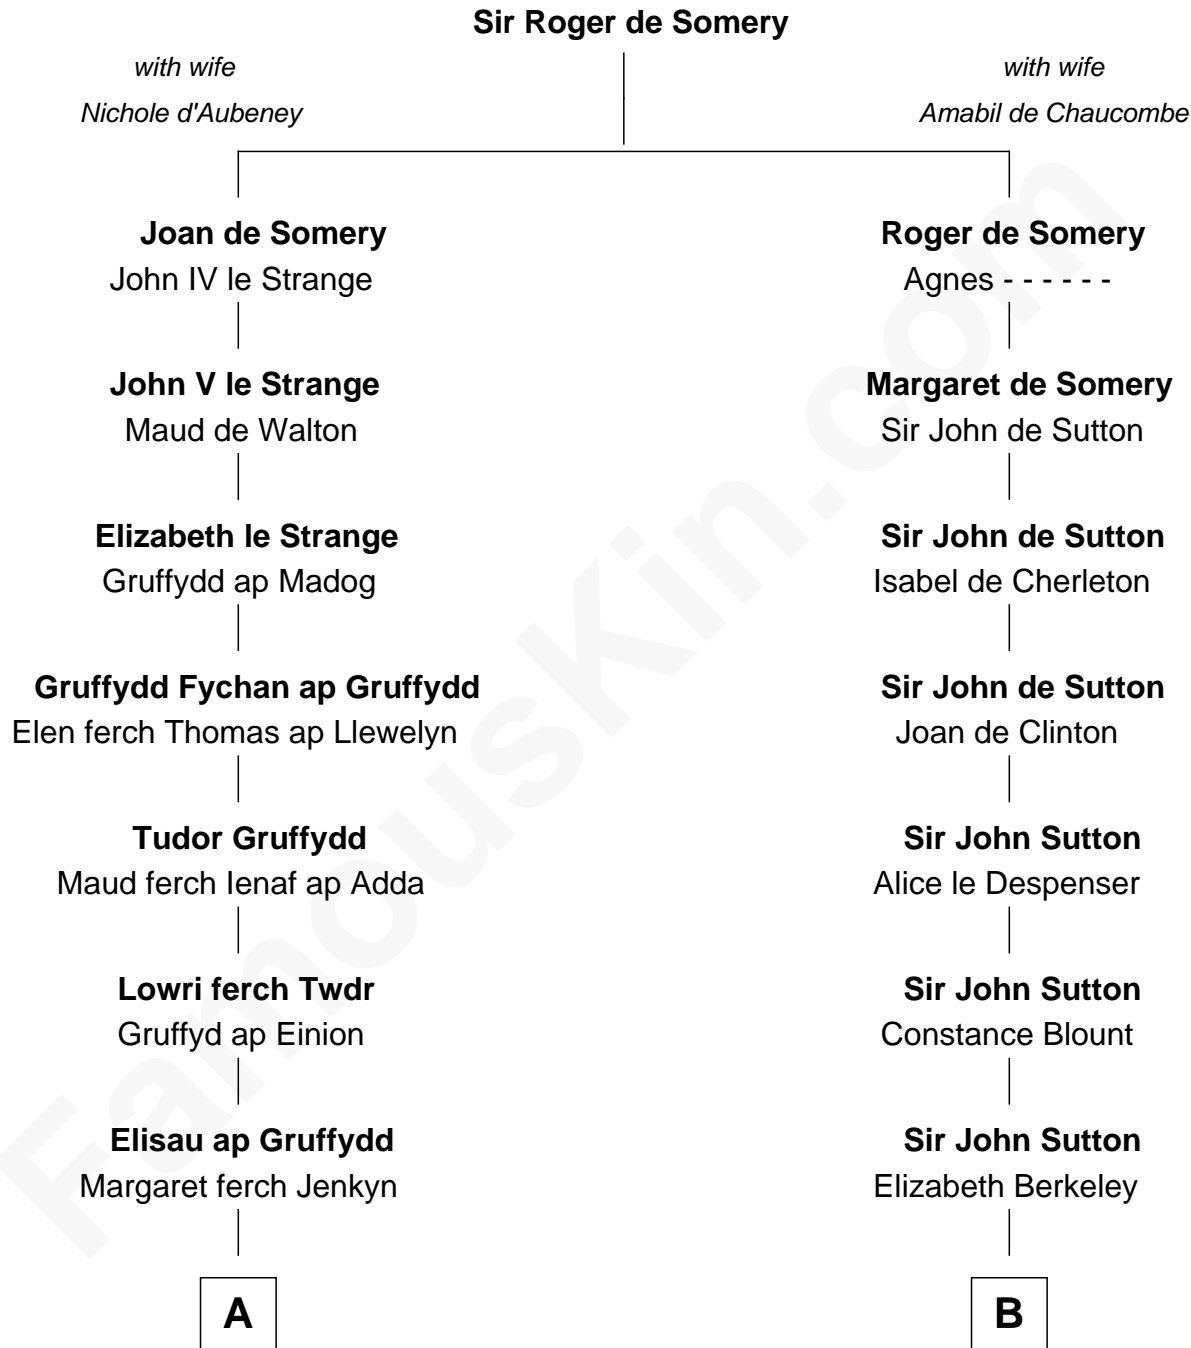 Sir Roger de Somery
with wife
Nichole d'Aubeney
with wife
Amabil de Chaucombe
Joan de Somery
John IV le Strange
Roger de Somery
Agnes - - - - - -
John V le Strange
Maud de Walton
Margaret de Somery
Sir John de Sutton
Elizabeth le Strange
Gruffydd ap Madog
Sir John de Sutton
Isabel de Cherleton
Gruffydd Fychan ap Gruffydd
Elen ferch Thomas ap Llewelyn
Sir John de Sutton
Joan de Clinton
Tudor Gruffydd
Maud ferch Ienaf ap Adda
Sir John Sutton
Alice le Despenser
Lowri ferch Twdr
Gruffyd ap Einion
Sir John Sutton
Constance Blount
Elisau ap Gruffydd
Margaret ferch Jenkyn
Sir John Sutton
Elizabeth Berkeley
A
B
FamousKin.com